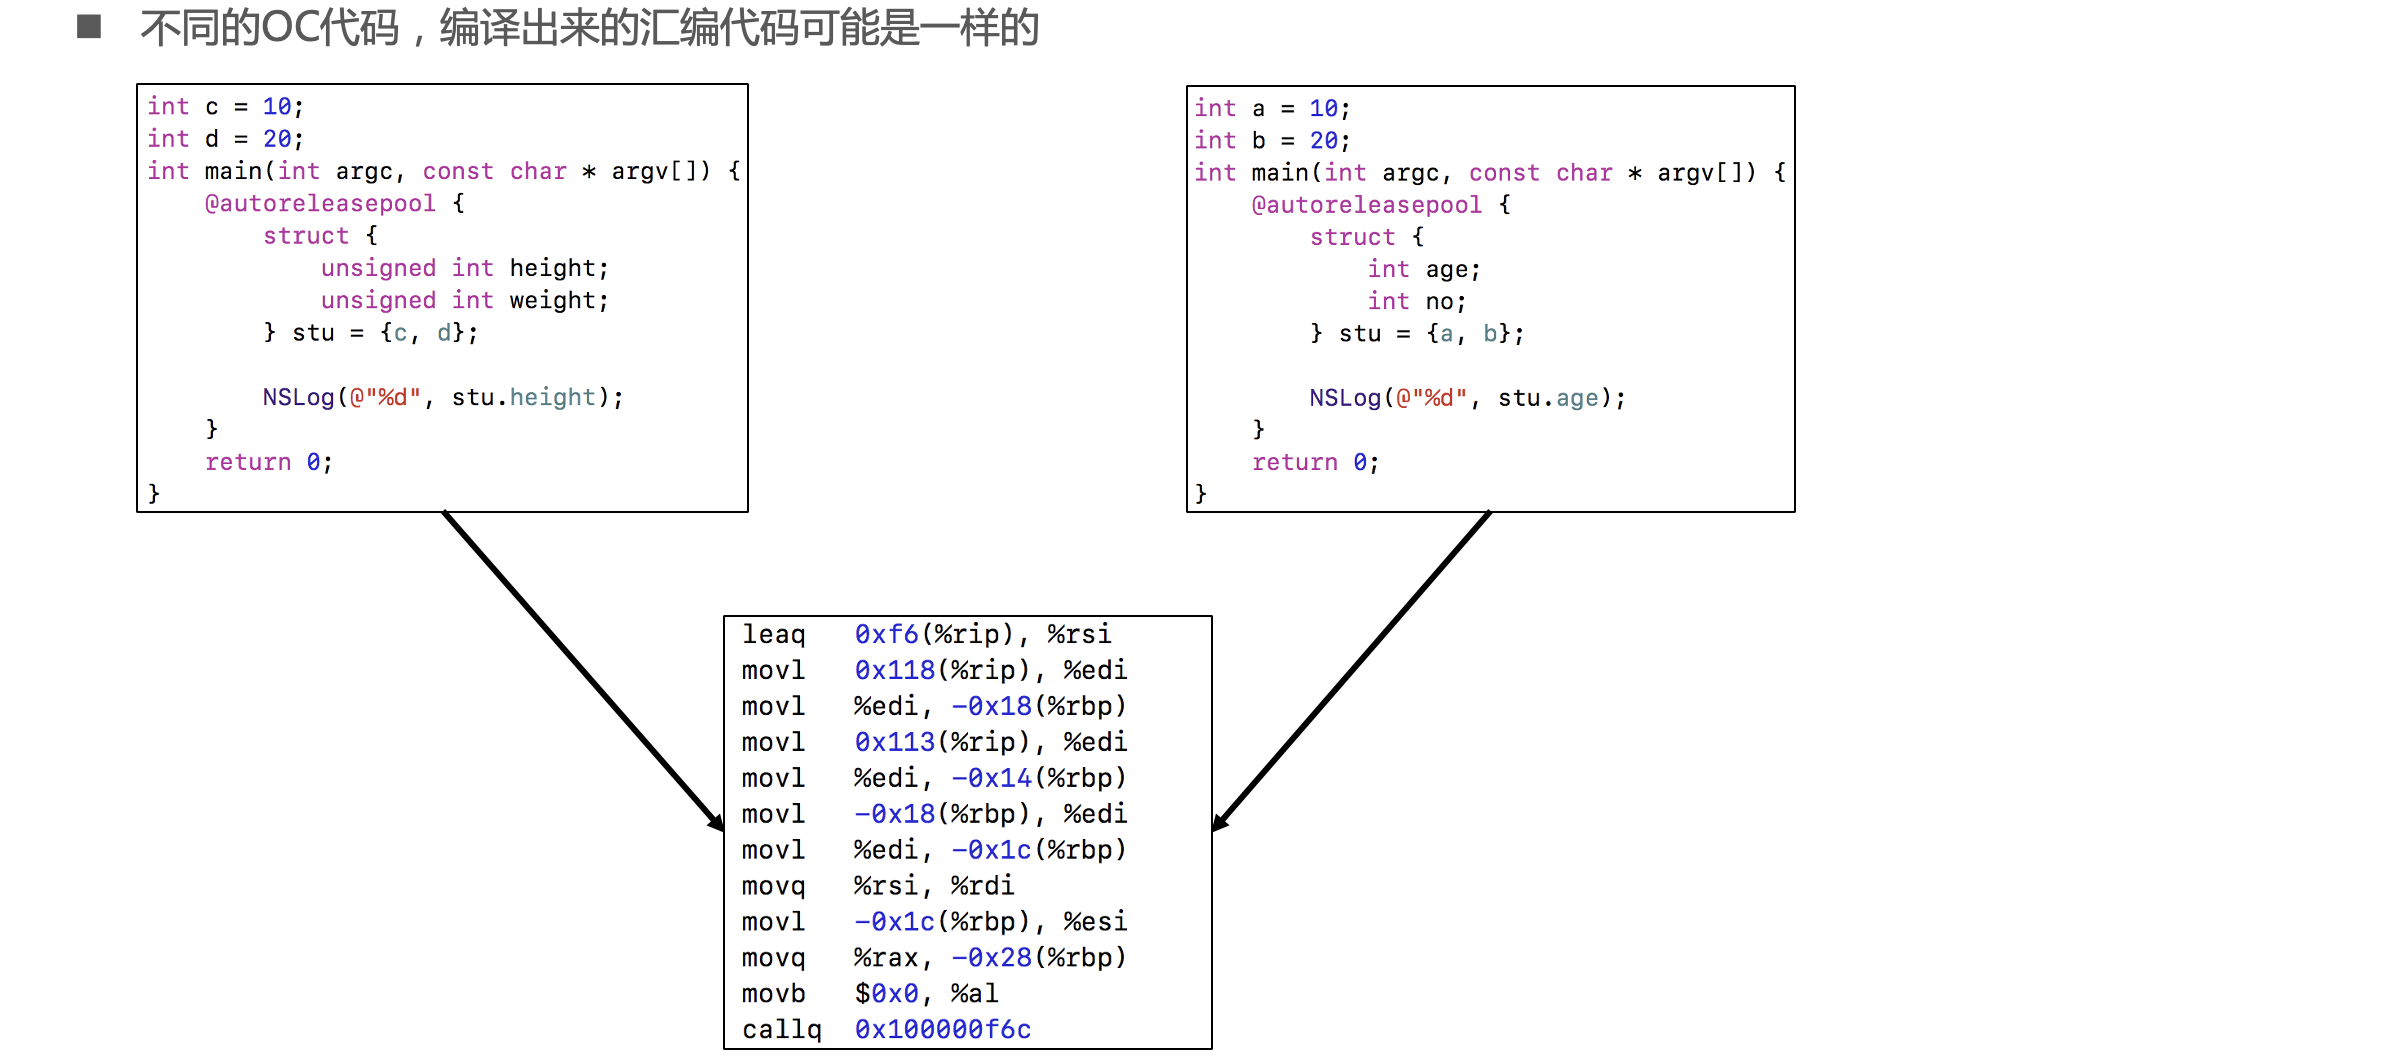 ■ 不同的OC代码，编译出来的汇编代码可能是一样的
int c = 10;
int d = 20;
int main(int argc, const char * argv[]) {
    @autoreleasepool {
        struct {
            unsigned int height;
            unsigned int weight;
        } stu = {c, d};

        NSLog(@"%d", stu.height);
    }
    return 0;
}
int a = 10;
int b = 20;
int main(int argc, const char * argv[]) {
    @autoreleasepool {
        struct {
            int age;
            int no;
        } stu = {a, b};

        NSLog(@"%d", stu.age);
    }
    return 0;
}
leaq   0xf6(%rip), %rsi
movl   0x118(%rip), %edi
movl   %edi, -0x18(%rbp)
movl   0x113(%rip), %edi
movl   %edi, -0x14(%rbp)
movl   -0x18(%rbp), %edi
movl   %edi, -0x1c(%rbp)
movq   %rsi, %rdi
movl   -0x1c(%rbp), %esi
movq   %rax, -0x28(%rbp)
movb   $0x0, %al
callq  0x100000f6c